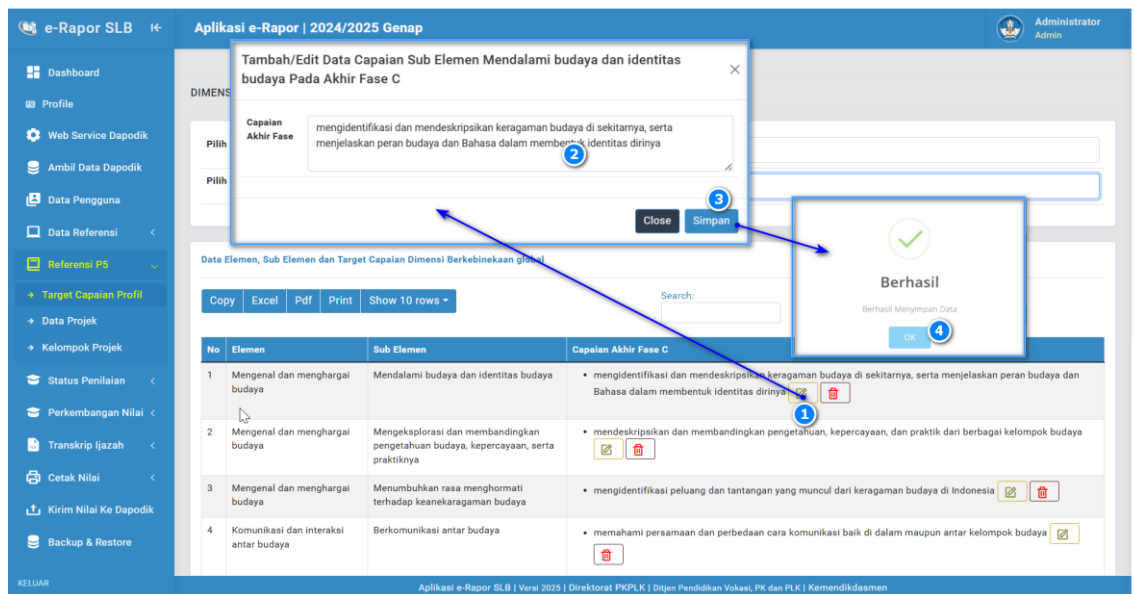 e-Rapor SLB
Aplikasi e-Rapor | 2024/2025 Genap
Administrator
Admin
Dashboard
Profile
Web Service Dapodik
Ambil Data Dapodik
Data Pengguna
Data Referensi
Referensi P5
Target Capaian Profil
Data Projek
Kelompok Projek
Status Penilaian
Perkembangan Nilai
Transkrip Ijazah
Cetak Nilai
Kirim Nilai Ke Dapodik
Backup & Restore
KELUAR
DIMENS
Pilih
Pilih
Tambah/Edit Data Capaian Sub Elemen Mendalami budaya dan identitas
budaya Pada Akhir Fase C
Capaian
Akhir Fase
mengidentifikasi dan mendeskripsikan keragaman budaya di sekitarnya, serta
menjelaskan peran budaya dan Bahasa dalam membentuk identitas dirinya
2
3
Close
Simpan
Berhasil
Berhasil Menyimpan Data
OK
4
Data Elemen, Sub Elemen dan Target Capaian Dimensi Berkebinekaan global
Copy
Excel
Pdf
Print
Show 10 rows
Search:
No
Elemen
Sub Elemen
Capaian Akhir Fase C
1
Mengenal dan menghargai
budaya
Mendalami budaya dan identitas budaya
mengidentifikasi dan mendeskripsikan keragaman budaya di sekitarnya, serta menjelaskan peran budaya dan
Bahasa dalam membentuk identitas dirinya
1
2
Mengenal dan menghargai
budaya
Mengeksplorasi dan membandingkan
pengetahuan budaya, kepercayaan, serta
praktiknya
mendeskripsikan dan membandingkan pengetahuan, kepercayaan, dan praktik dari berbagai kelompok budaya
3
Mengenal dan menghargai
budaya
Menumbuhkan rasa menghormati
terhadap keanekaragaman budaya
mengidentifikasi peluang dan tantangan yang muncul dari keragaman budaya di Indonesia
4
Komunikasi dan interaksi
antar budaya
Berkomunikasi antar budaya
memahami persamaan dan perbedaan cara komunikasi baik di dalam maupun antar kelompok budaya
Aplikasi e-Rapor SLB | Versi 2025 | Direktorat PKPLK | Ditjen Pendidikan Vokasi, PK dan PLK | Kemendikdasmen